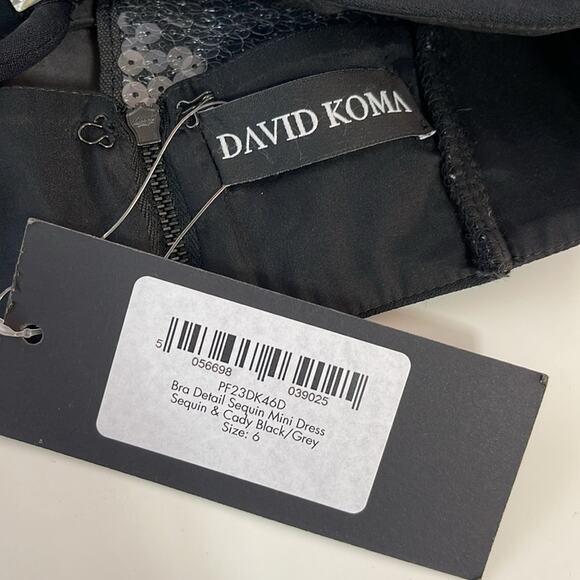 DAVID KOMA
5 056698 039025
PF23DK46D
Bra Detail Sequin Mini Dress
Sequin & Cady Black/Grey
Size: 6